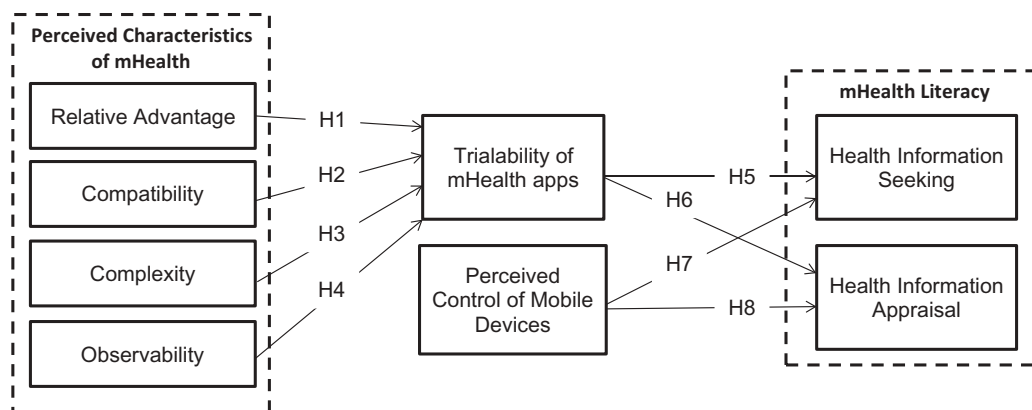 Perceived Characteristics
of mHealth
Relative Advantage
Compatibility
Complexity
Observability
H1
H2
H3
H4
Trialability of
mHealth apps
Perceived
Control of Mobile
Devices
H5
H6
H7
H8
mHealth Literacy
Health Information
Seeking
Health Information
Appraisal